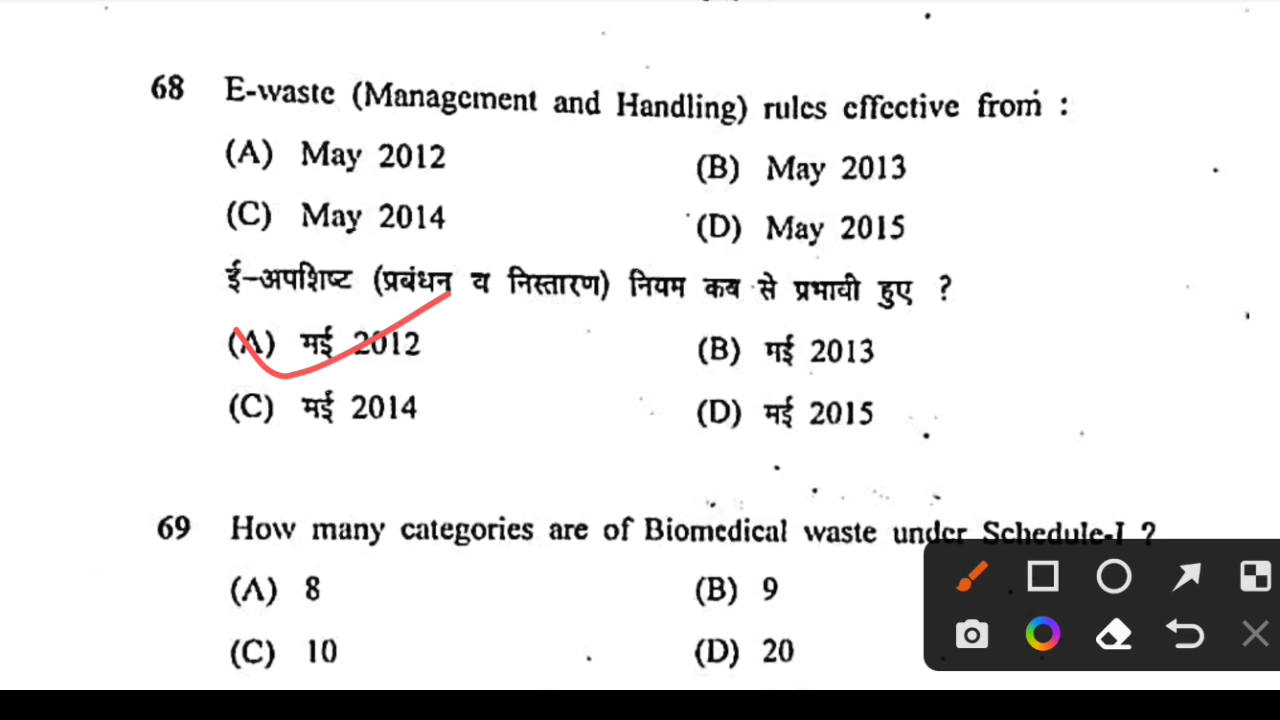 68 E-waste (Management and Handling) rules effective from :
(A) May 2012 (B) May 2013
(C) May 2014 (D) May 2015
ई-अपशिष्ट (प्रबंधन व निस्तारण) नियम कब से प्रभावी हुए ?
(A) मई 2012 (B) मई 2013
(C) मई 2014 (D) मई 2015
69 How many categories are of Biomedical waste under Schedule-I ?
(A) 8 (B) 9
(C) 10 (D) 20